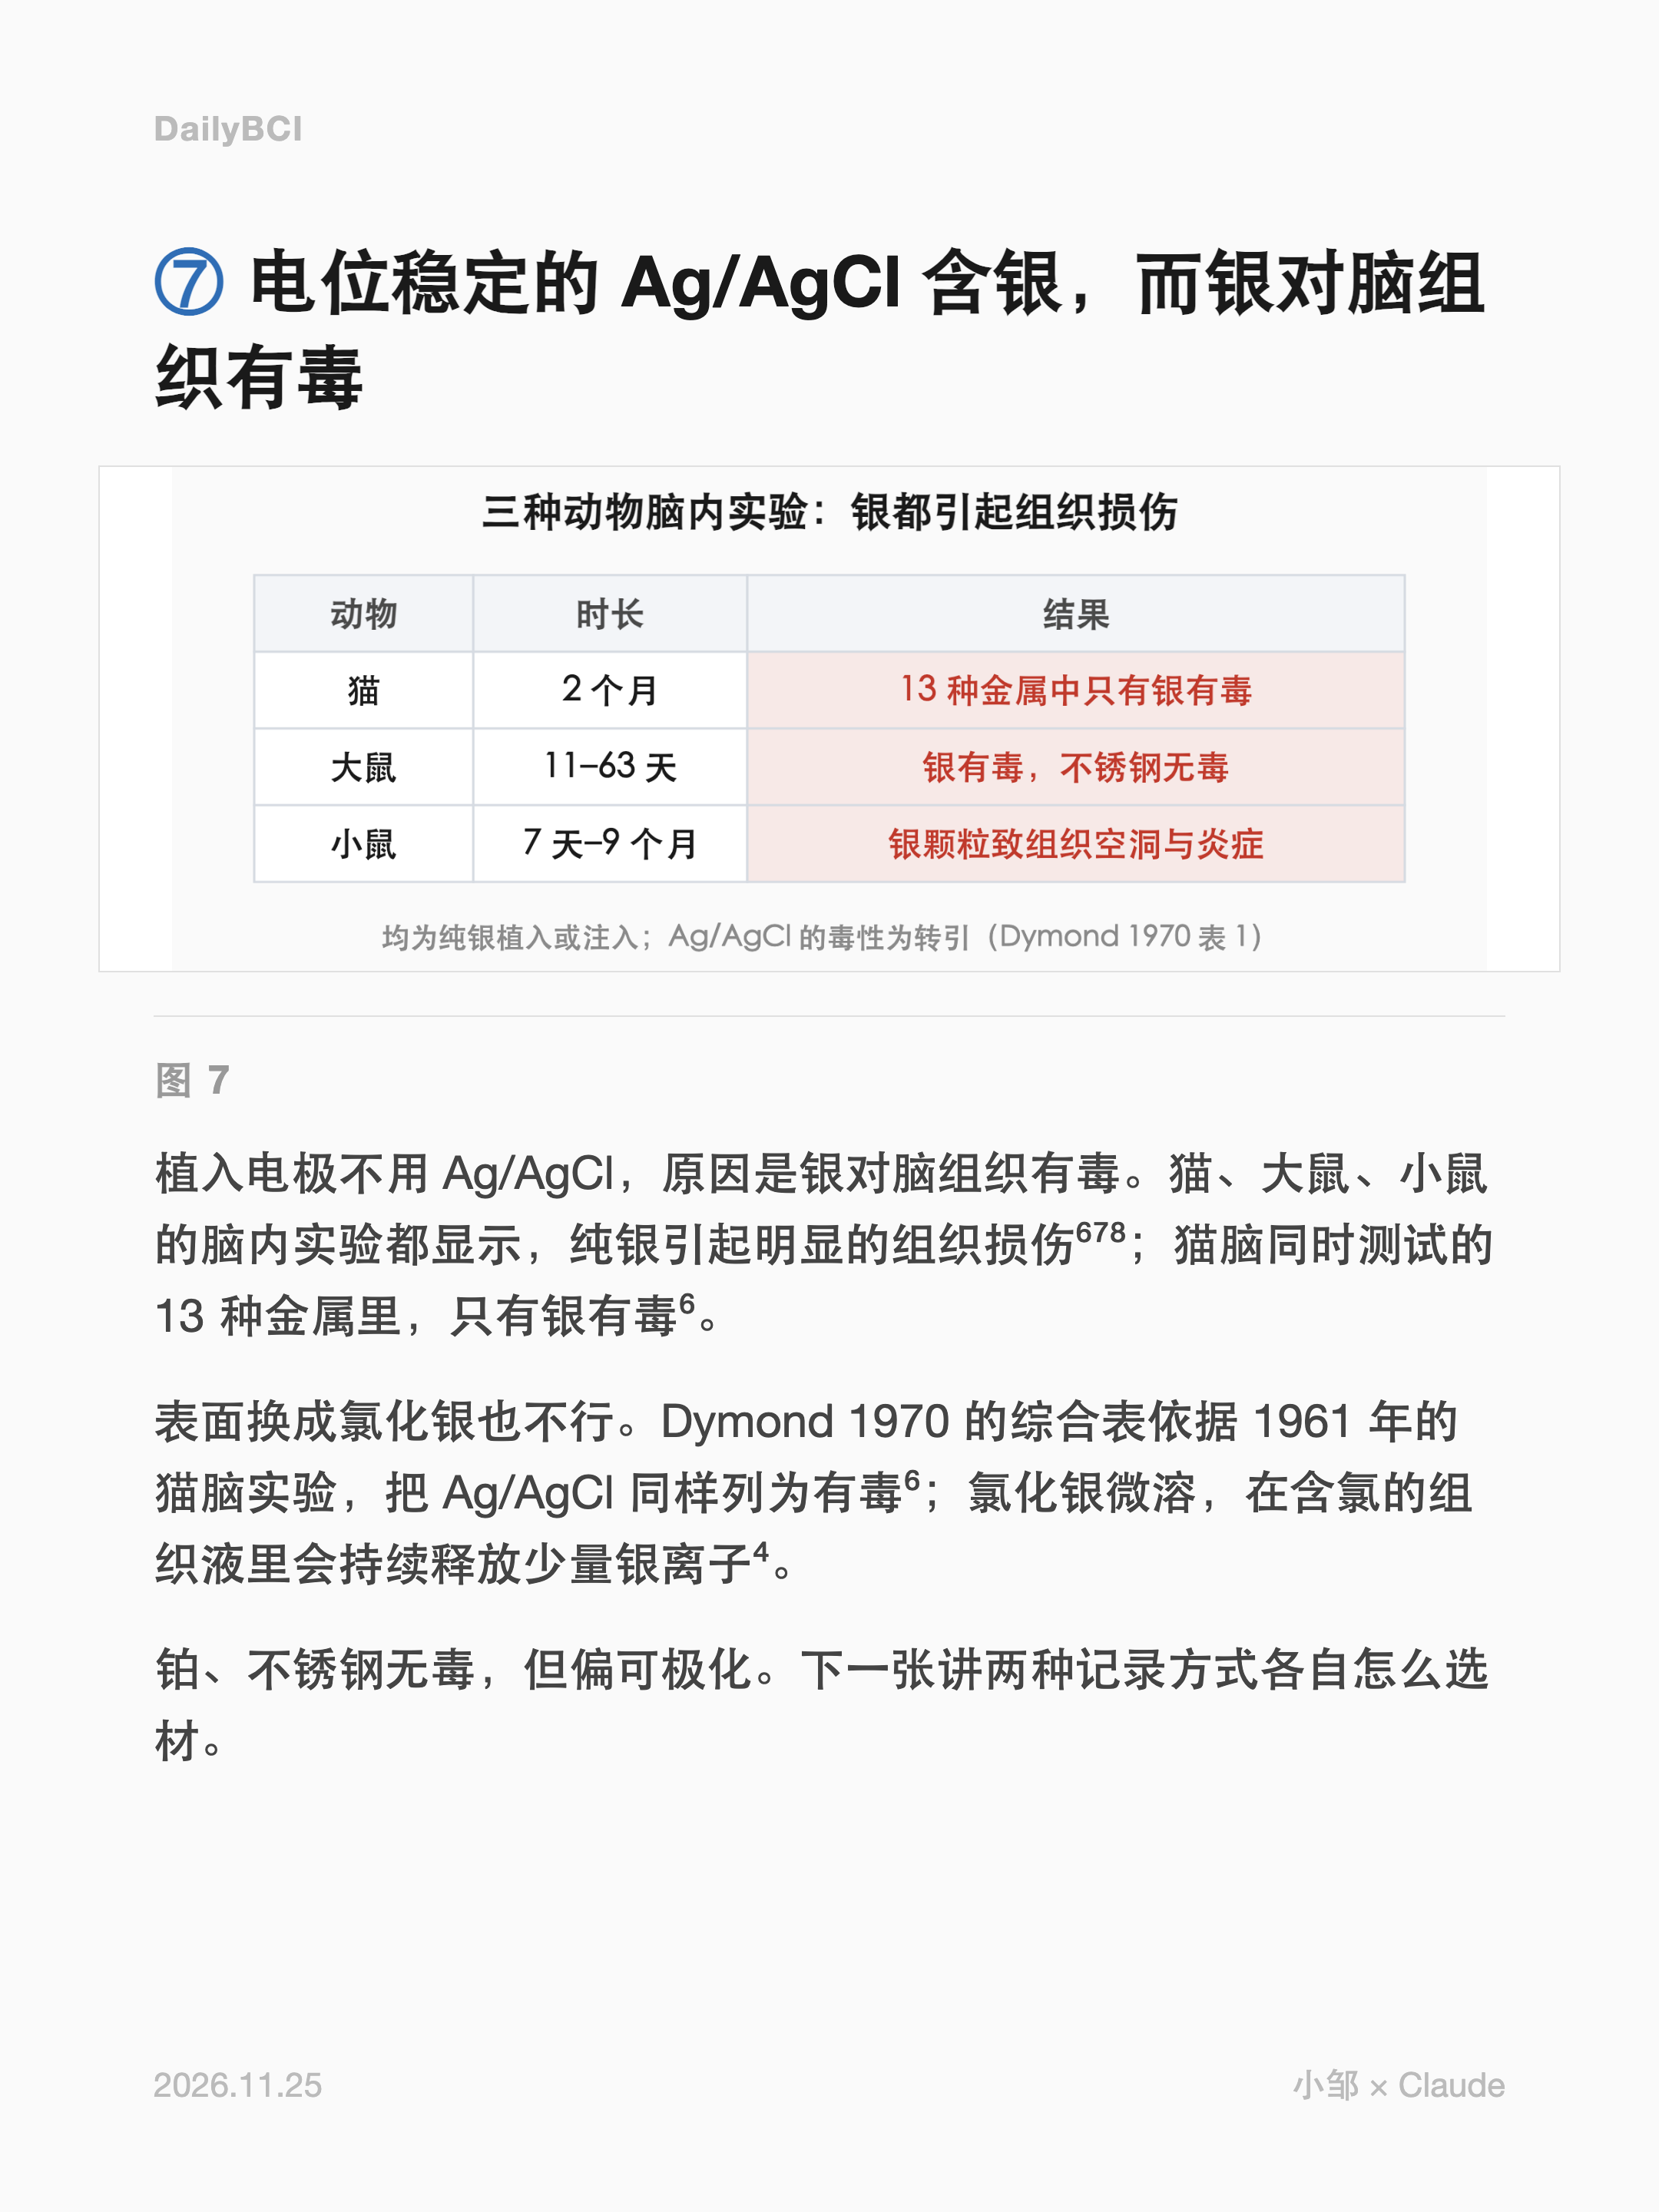 DailyBCI
⑦ 电位稳定的 Ag/AgCl 含银，而银对脑组
织有毒
三种动物脑内实验：银都引起组织损伤
动物 时长 结果
猫 2 个月 13 种金属中只有银有毒
大鼠 11–63 天 银有毒，不锈钢无毒
小鼠 7 天–9 个月 银颗粒致组织空洞与炎症
均为纯银植入或注入；Ag/AgCl 的毒性为转引（Dymond 1970 表 1）
图 7
植入电极不用 Ag/AgCl，原因是银对脑组织有毒。猫、大鼠、小鼠
的脑内实验都显示，纯银引起明显的组织损伤⁶⁷⁸；猫脑同时测试的
13 种金属里，只有银有毒⁶。
表面换成氯化银也不行。Dymond 1970 的综合表依据 1961 年的
猫脑实验，把 Ag/AgCl 同样列为有毒⁶；氯化银微溶，在含氯的组
织液里会持续释放少量银离子⁴。
铂、不锈钢无毒，但偏可极化。下一张讲两种记录方式各自怎么选
材。
2026.11.25
小邹 × Claude